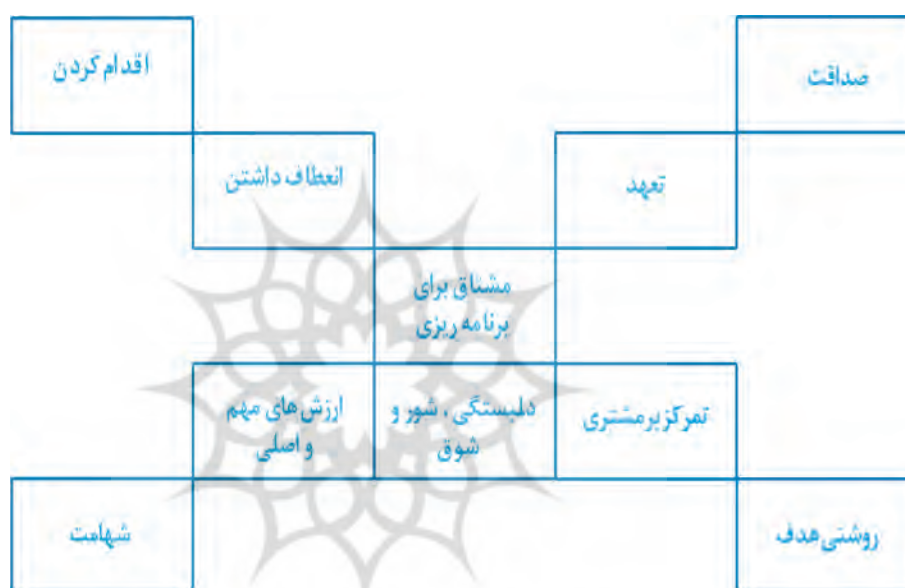 صداقت
اقدام کردن
تعهد
انعطاف داشتن
مشتاق برای
برنامه ریزی
تمرکز بر مشتری
دلبستگی، شور و
شوق
ارزش های مهم
و اصلی
روشنی هدف
شهامت